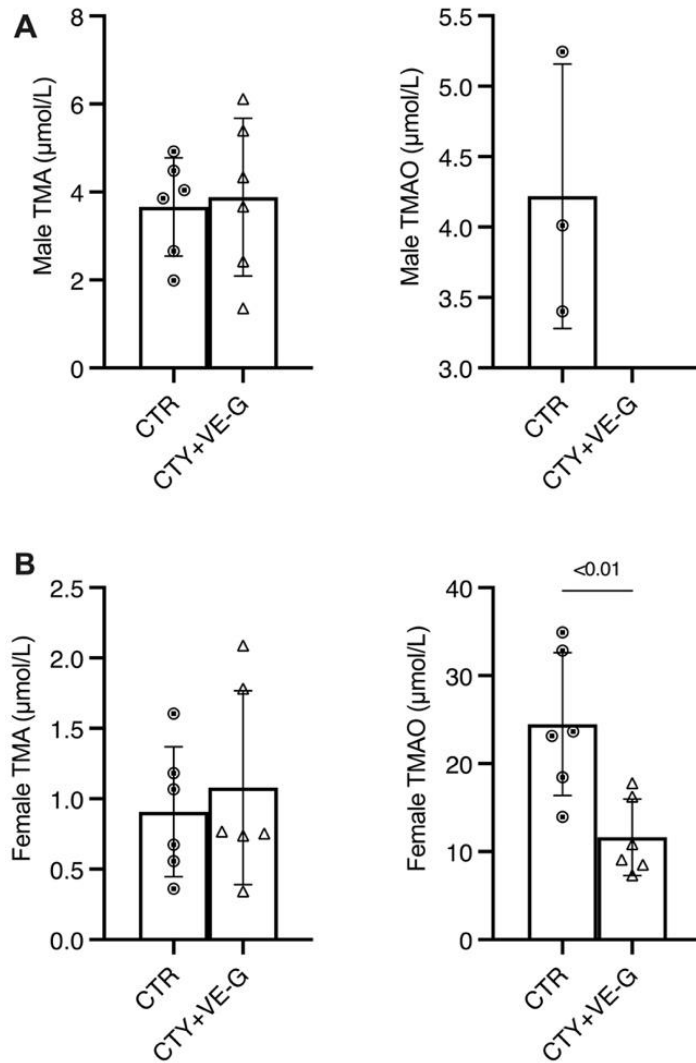 A
Male TMA (µmol/L)
8
6
4
2
0
CTR
CTY+VE-G
Male TMAO (µmol/L)
5.5
5.0
4.5
4.0
3.5
3.0
CTR
CTY+VE-G
B
Female TMA (µmol/L)
2.5
2.0
1.5
1.0
0.5
0.0
CTR
CTY+VE-G
Female TMAO (µmol/L)
<0.01
40
30
20
10
0
CTR
CTY+VE-G